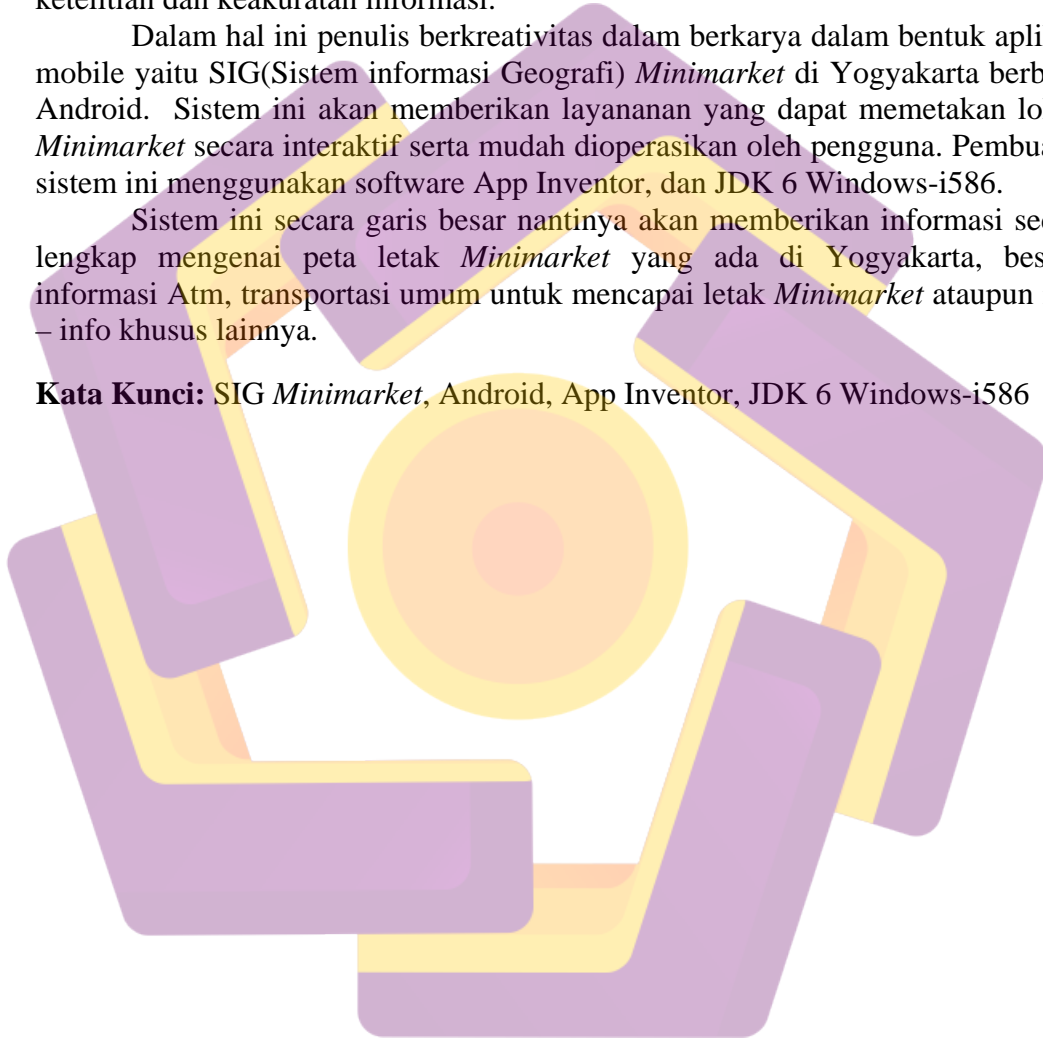 ketelitian dan keakuratan informasi.
Dalam hal ini penulis berkreativitas dalam berkarya dalam bentuk apli
mobile yaitu SIG(Sistem informasi Geografi) Minimarket di Yogyakarta berb
Android. Sistem ini akan memberikan layananan yang dapat memetakan lo
Minimarket secara interaktif serta mudah dioperasikan oleh pengguna. Pembua
sistem ini menggunakan software App Inventor, dan JDK 6 Windows-i586.
Sistem ini secara garis besar nantinya akan memberikan informasi sec
lengkap mengenai peta letak Minimarket yang ada di Yogyakarta, bes
informasi Atm, transportasi umum untuk mencapai letak Minimarket ataupun
– info khusus lainnya.
Kata Kunci: SIG Minimarket, Android, App Inventor, JDK 6 Windows-i586